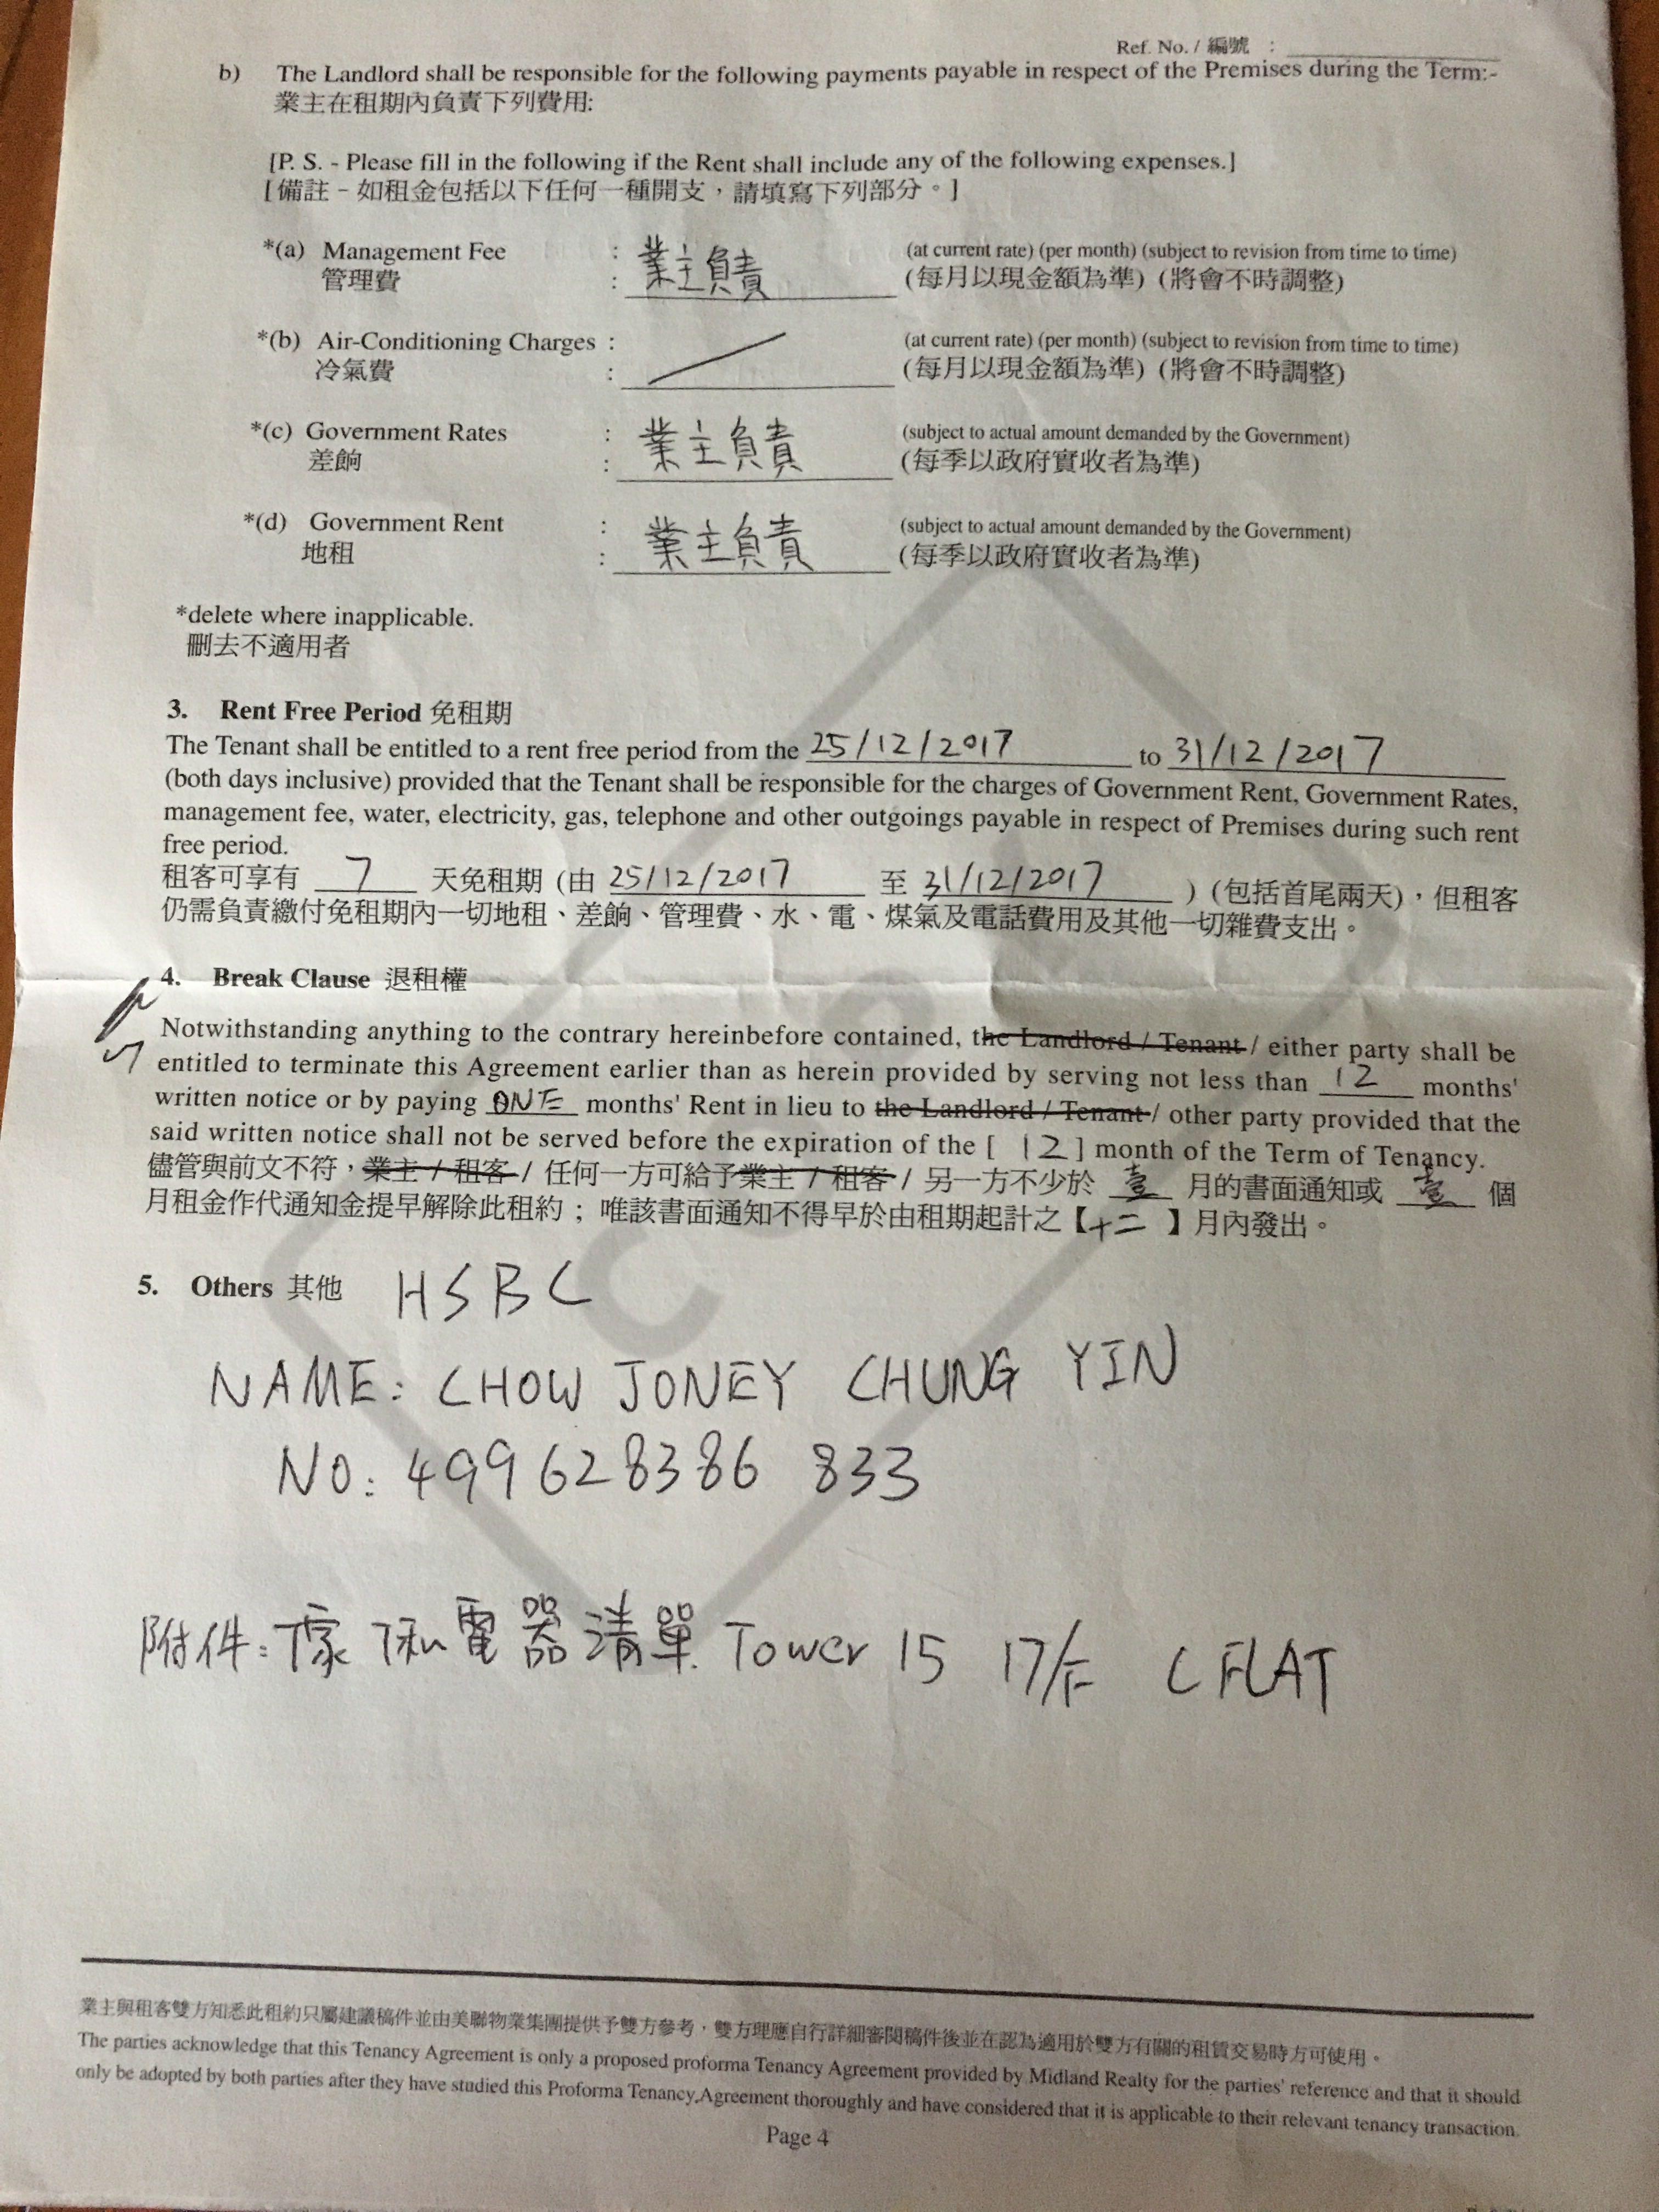 Ref. No. / 編號 :
b) The Landlord shall be responsible for the following payments payable in respect of the Premises during the Term:-
業主在租期內負責下列費用:
[P. S. - Please fill in the following if the Rent shall include any of the following expenses.]
[備註 - 如租金包括以下任何一種開支，請填寫下列部分。]
*(a) Management Fee : 業主負責 (at current rate) (per month) (subject to revision from time to time)
管理費 : (每月以現金額為準) (將會不時調整)
*(b) Air-Conditioning Charges : (at current rate) (per month) (subject to revision from time to time)
冷氣費 : (每月以現金額為準) (將會不時調整)
*(c) Government Rates : 業主負責 (subject to actual amount demanded by the Government)
差餉 : (每季以政府實收者為準)
*(d) Government Rent : 業主負責 (subject to actual amount demanded by the Government)
地租 : (每季以政府實收者為準)
*delete where inapplicable.
刪去不適用者
3. Rent Free Period 免租期
The Tenant shall be entitled to a rent free period from the 25/12/2017 to 31/12/2017
(both days inclusive) provided that the Tenant shall be responsible for the charges of Government Rent, Government Rates,
management fee, water, electricity, gas, telephone and other outgoings payable in respect of Premises during such rent
free period.
租客可享有 7 天免租期 (由 25/12/2017 至 31/12/2017 ) (包括首尾兩天)，但租客
仍需負責繳付免租期內一切地租、差餉、管理費、水、電、煤氣及電話費用及其他一切雜費支出。
4. Break Clause 退租權
Notwithstanding anything to the contrary hereinbefore contained, the Landlord / Tenant / either party shall be
entitled to terminate this Agreement earlier than as herein provided by serving not less than 12 months'
written notice or by paying ONE months' Rent in lieu to the Landlord / Tenant / other party provided that the
said written notice shall not be served before the expiration of the [ 12 ] month of the Term of Tenancy.
儘管與前文不符，業主 / 租客 / 任何一方可給予業主 / 租客 / 另一方不少於 壹 月的書面通知或 壹 個
月租金作代通知金提早解除此租約；唯該書面通知不得早於由租期起計之【十二】月內發出。
5. Others 其他 HSBC
NAME: CHOW JONEY CHUNG YIN
NO: 499628386 833
附件: 傢俬電器清單 Tower 15 17/F C FLAT
業主與租客雙方知悉此租約只屬建議稿件並由美聯物業集團提供予雙方參考，雙方理應自行詳細審閱稿件後並在認為適用於雙方有關的租賃交易時方可使用。
The parties acknowledge that this Tenancy Agreement is only a proposed proforma Tenancy Agreement provided by Midland Realty for the parties' reference and that it should
only be adopted by both parties after they have studied this Proforma Tenancy Agreement thoroughly and have considered that it is applicable to their relevant tenancy transaction.
Page 4